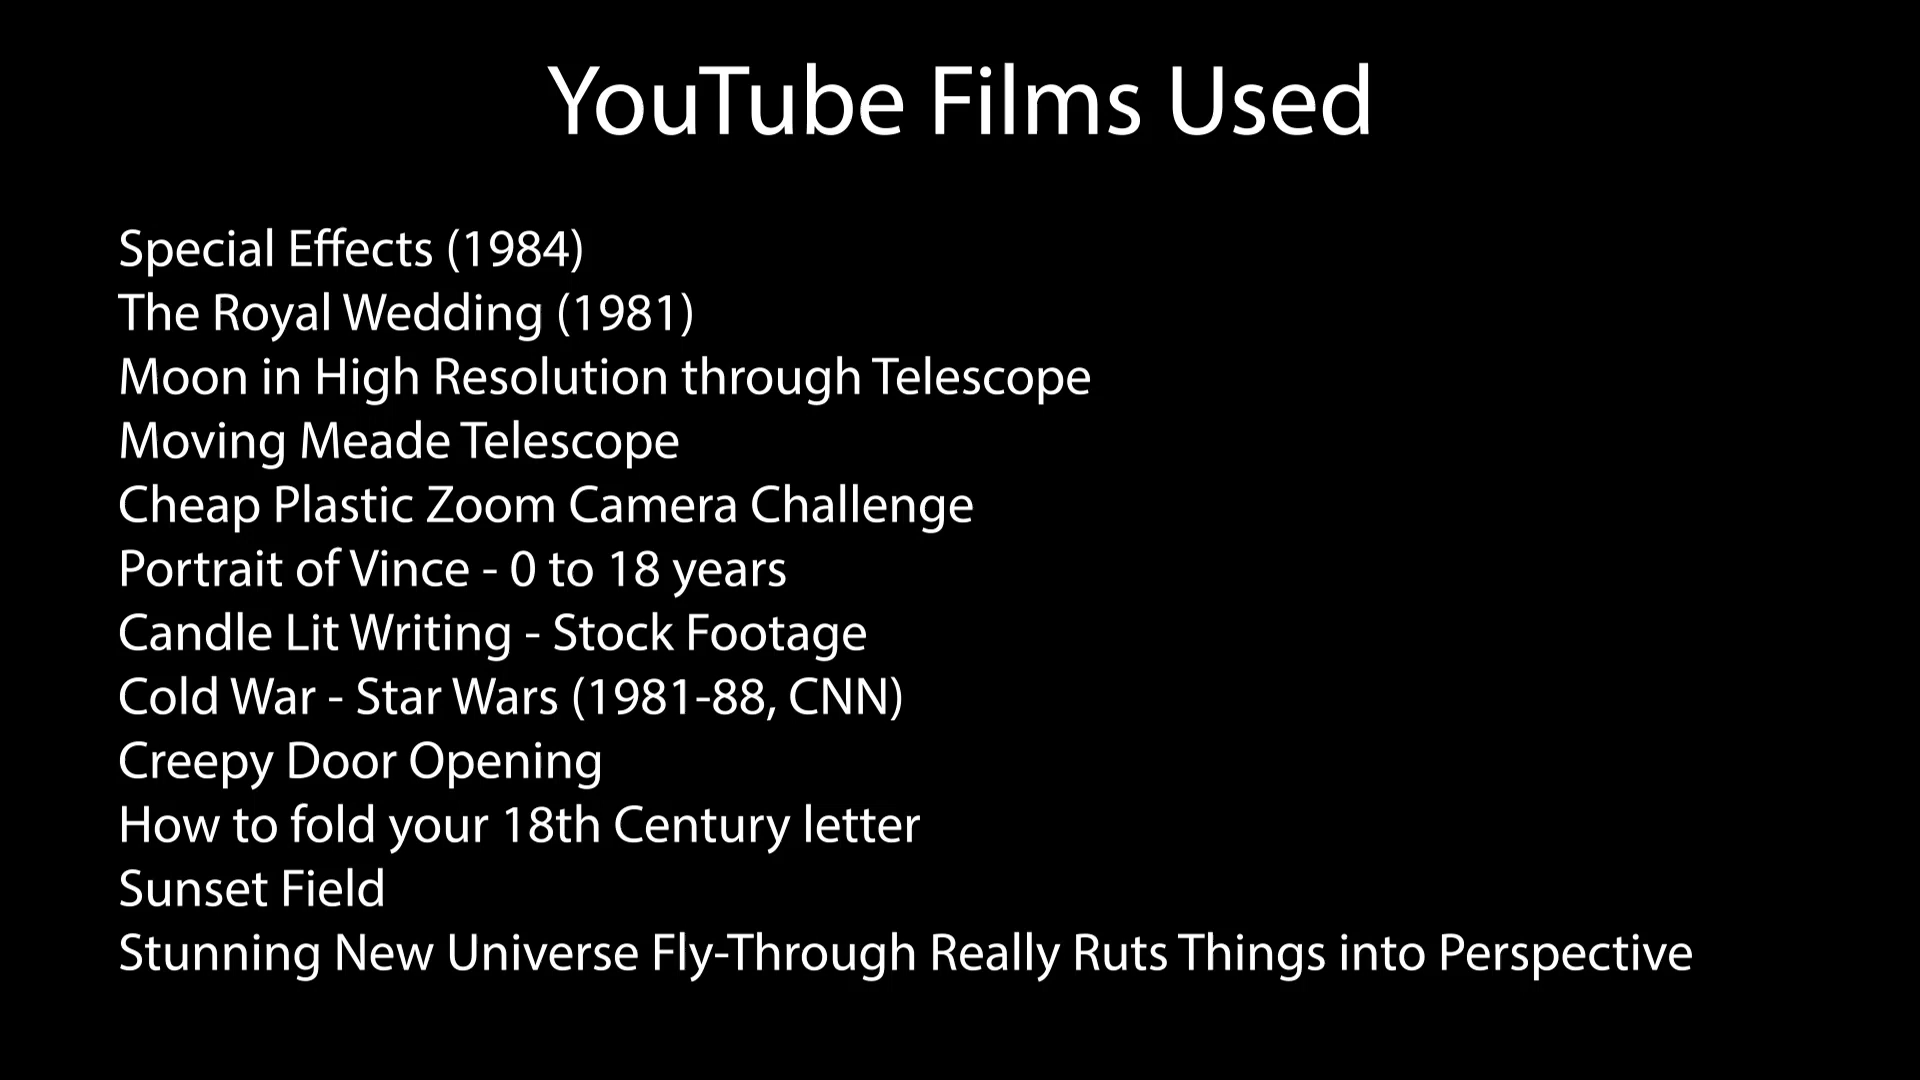 YouTube Films Used
Special Effects (1984)
The Royal Wedding (1981)
Moon in High Resolution through Telescope
Moving Meade Telescope
Cheap Plastic Zoom Camera Challenge
Portrait of Vince - 0 to 18 years
Candle Lit Writing - Stock Footage
Cold War - Star Wars (1981-88, CNN)
Creepy Door Opening
How to fold your 18th Century letter
Sunset Field
Stunning New Universe Fly-Through Really Ruts Things into Perspective